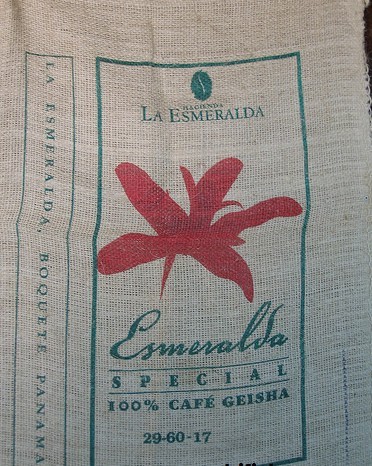 HACIENDA
LA ESMERALDA
Esmeralda
SPECIAL
100% CAFÉ GEISHA
29-60-17
LA ESMERALDA, BOQUETE PANAMA